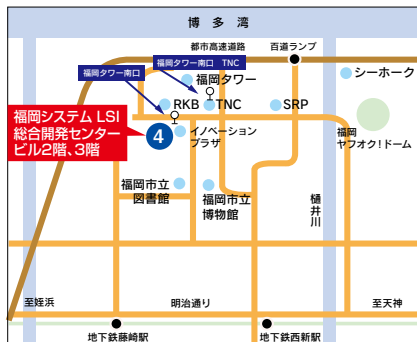 博多湾
都市高速道路
百道ランプ
福岡タワー南口
福岡タワー南口 TNC
福岡タワー
シーホーク
RKB
TNC
SRP
福岡システム LSI
総合開発センター
ビル2階、3階
4
イノベーション
プラザ
福岡
ヤフオク!ドーム
福岡市立
図書館
福岡市立
博物館
樋井川
至姪浜
明治通り
至天神
地下鉄藤崎駅
地下鉄西新駅